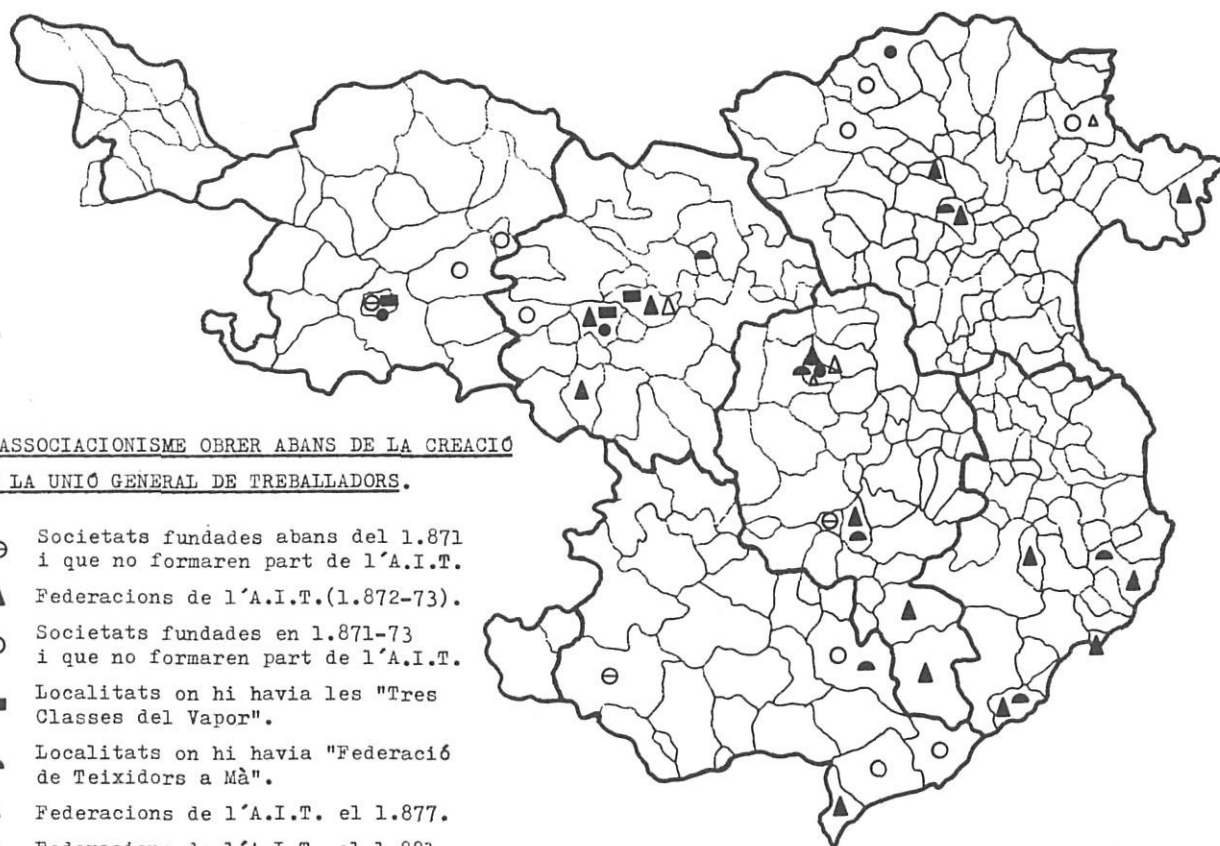 ASSOCIACIONISME OBRER ABANS DE LA CREACIÓ
LA UNIÓ GENERAL DE TREBALLADORS.
Societats fundades abans del 1.871
i que no formaren part de l'A.I.T.
Federacions de l'A.I.T.(1.872-73).
Societats fundades en 1.871-73
i que no formaren part de l'A.I.T.
Localitats on hi havia les "Tres
Classes del Vapor".
Localitats on hi havia "Federació
de Teixidors a Mà".
Federacions de l'A.I.T. el 1.877.